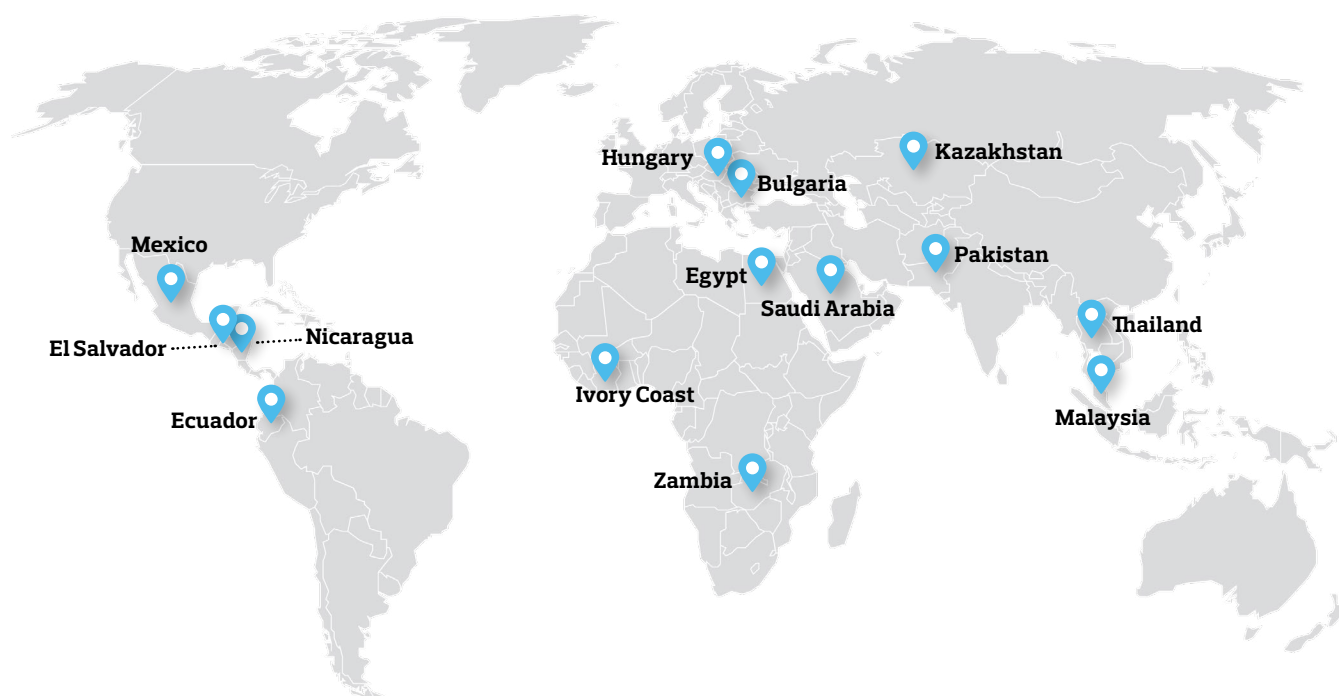 Hungary
Kazakhstan
Bulgaria
Mexico
Pakistan
Egypt
Saudi Arabia
Thailand
Nicaragua
El Salvador
Ivory Coast
Malaysia
Ecuador
Zambia